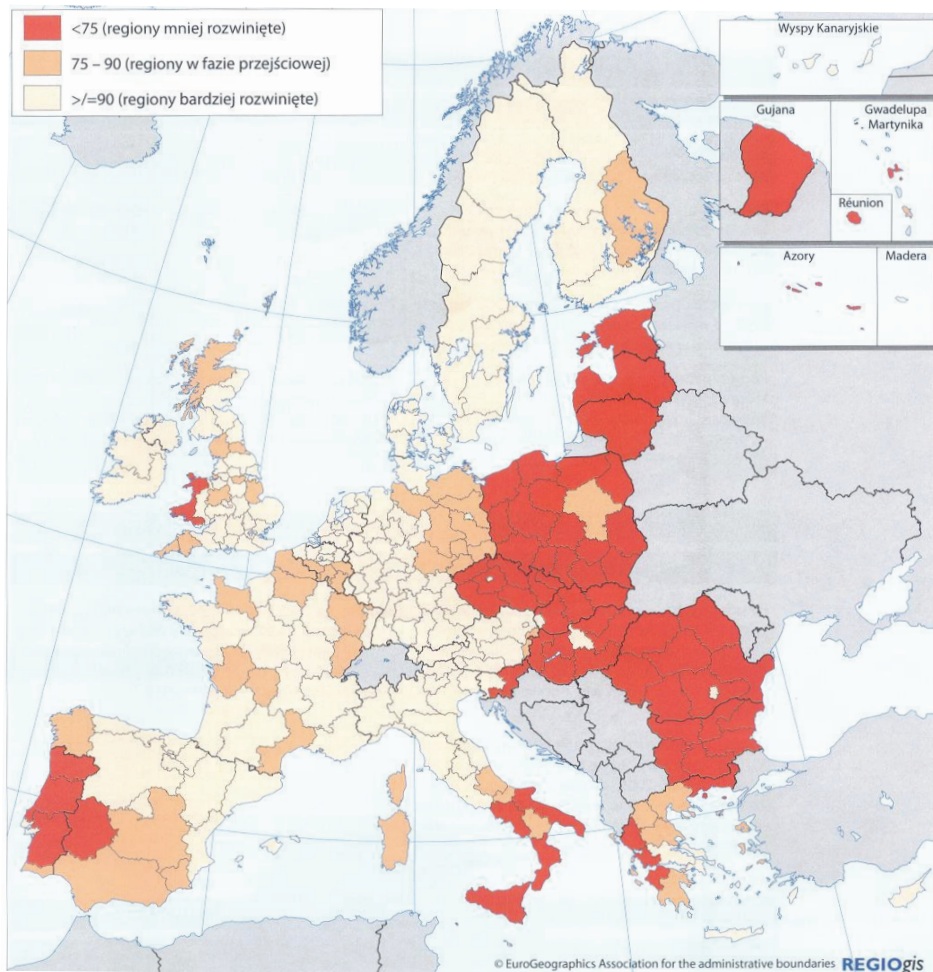 <75 (regiony mniej rozwinięte)
75 – 90 (regiony w fazie przejściowej)
>/=90 (regiony bardziej rozwinięte)
Wyspy Kanaryjskie
Gujana
Gwadelupa
Martynika
Réunion
Azory
Madera
© EuroGeographics Association for the administrative boundaries REGIOgis